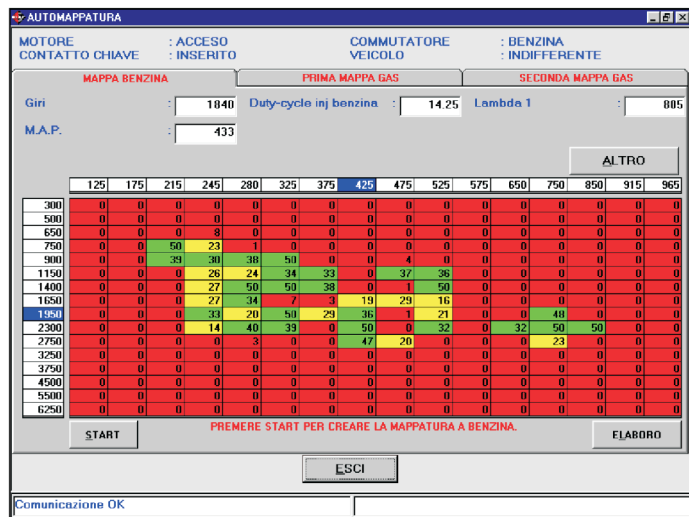 AUTOMAPPATURA
MOTORE : ACCESO COMMUTATORE : BENZINA
CONTATTO CHIAVE : INSERITO VEICOLO : INDIFFERENTE
MAPPA BENZINA PRIMA MAPPA GAS SECONDA MAPPA GAS
Giri : 1840 Duty-cycle inj benzina : 14.25 Lambda 1 : 805
M.A.P. : 433
ALTRO
125 175 215 245 280 325 375 425 475 525 575 650 750 850 915 965
300 0 0 0 0 0 0 0 0 0 0 0 0 0 0 0 0
500 0 0 0 0 0 0 0 0 0 0 0 0 0 0 0 0
650 0 0 0 8 0 0 0 0 0 0 0 0 0 0 0 0
750 0 0 50 23 1 0 0 0 0 0 0 0 0 0 0 0
900 0 0 39 30 38 50 0 0 4 0 0 0 0 0 0 0
1150 0 0 0 26 24 34 33 0 37 36 0 0 0 0 0 0
1400 0 0 0 27 50 50 38 0 1 50 0 0 0 0 0 0
1650 0 0 0 27 34 7 3 19 29 16 0 0 0 0 0 0
1950 0 0 0 33 20 50 29 36 1 21 0 0 48 0 0 0
2300 0 0 0 14 40 39 0 50 0 32 0 32 50 50 0 0
2750 0 0 0 0 3 0 0 47 20 0 0 0 23 0 0 0
3250 0 0 0 0 0 0 0 0 0 0 0 0 0 0 0 0
3750 0 0 0 0 0 0 0 0 0 0 0 0 0 0 0 0
4500 0 0 0 0 0 0 0 0 0 0 0 0 0 0 0 0
5500 0 0 0 0 0 0 0 0 0 0 0 0 0 0 0 0
6250 0 0 0 0 0 0 0 0 0 0 0 0 0 0 0 0
START PREMERE START PER CREARE LA MAPPATURA A BENZINA. ELABORO
ESCI
Comunicazione OK